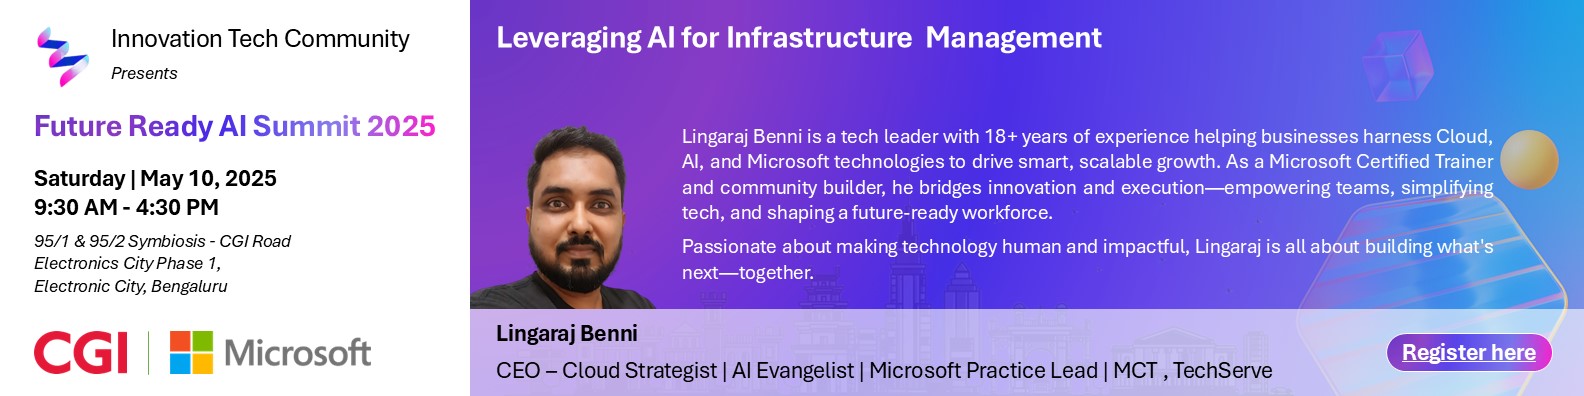 Innovation Tech Community
Presents
Future Ready AI Summit 2025
Saturday | May 10, 2025
9:30 AM - 4:30 PM
95/1 & 95/2 Symbiosis - CGI Road
Electronics City Phase 1,
Electronic City, Bengaluru
CGI
Microsoft
Leveraging AI for Infrastructure  Management
Lingaraj Benni is a tech leader with 18+ years of experience helping businesses harness Cloud,
AI, and Microsoft technologies to drive smart, scalable growth. As a Microsoft Certified Trainer
and community builder, he bridges innovation and execution—empowering teams, simplifying
tech, and shaping a future-ready workforce.
Passionate about making technology human and impactful, Lingaraj is all about building what's
next—together.
Lingaraj Benni
CEO – Cloud Strategist | AI Evangelist | Microsoft Practice Lead | MCT , TechServe
Register here